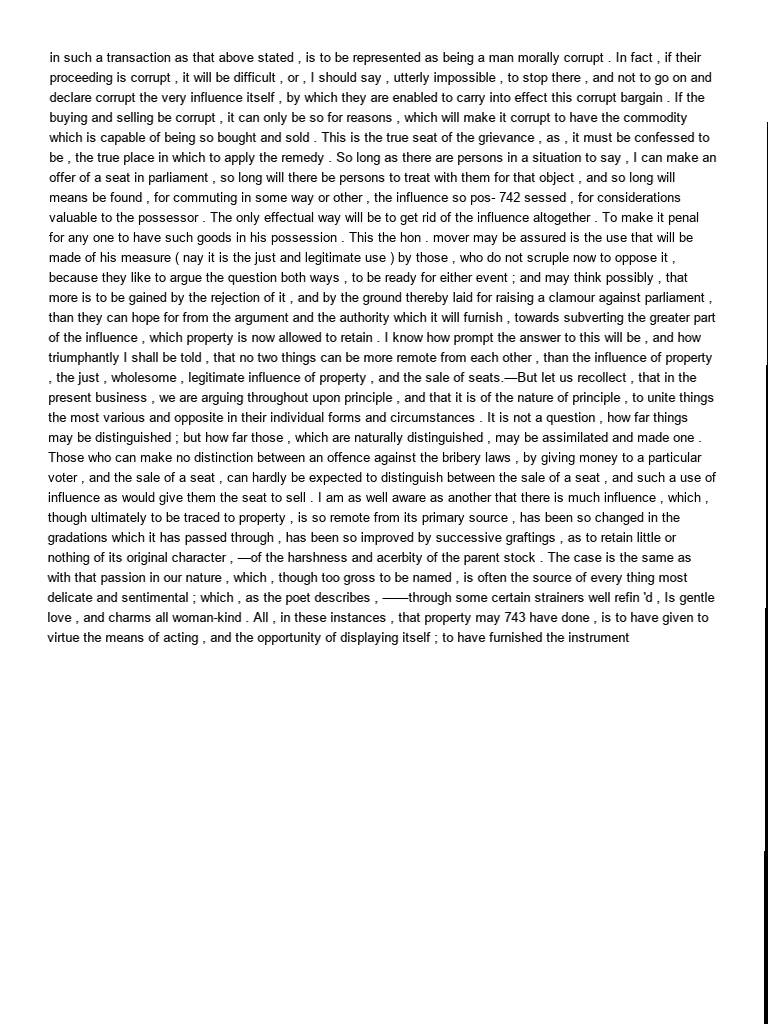 in such a transaction as that above stated , is to be represented as being a man morally corrupt . In fact , if their
proceeding is corrupt , it will be difficult , or , I should say , utterly impossible , to stop there , and not to go on and
declare corrupt the very influence itself , by which they are enabled to carry into effect this corrupt bargain . If the
buying and selling be corrupt , it can only be so for reasons , which will make it corrupt to have the commodity
which is capable of being so bought and sold . This is the true seat of the grievance , as , it must be confessed to
be , the true place in which to apply the remedy . So long as there are persons in a situation to say , I can make an
offer of a seat in parliament , so long will there be persons to treat with them for that object , and so long will
means be found , for commuting in some way or other , the influence so pos- 742 sessed , for considerations
valuable to the possessor . The only effectual way will be to get rid of the influence altogether . To make it penal
for any one to have such goods in his possession . This the hon . mover may be assured is the use that will be
made of his measure ( nay it is the just and legitimate use ) by those , who do not scruple now to oppose it ,
because they like to argue the question both ways , to be ready for either event ; and may think possibly , that
more is to be gained by the rejection of it , and by the ground thereby laid for raising a clamour against parliament ,
than they can hope for from the argument and the authority which it will furnish , towards subverting the greater part
of the influence , which property is now allowed to retain . I know how prompt the answer to this will be , and how
triumphantly I shall be told , that no two things can be more remote from each other , than the influence of property
, the just , wholesome , legitimate influence of property , and the sale of seats.—But let us recollect , that in the
present business , we are arguing throughout upon principle , and that it is of the nature of principle , to unite things
the most various and opposite in their individual forms and circumstances . It is not a question , how far things
may be distinguished ; but how far those , which are naturally distinguished , may be assimilated and made one .
Those who can make no distinction between an offence against the bribery laws , by giving money to a particular
voter , and the sale of a seat , can hardly be expected to distinguish between the sale of a seat , and such a use of
influence as would give them the seat to sell . I am as well aware as another that there is much influence , which ,
though ultimately to be traced to property , is so remote from its primary source , has been so changed in the
gradations which it has passed through , has been so improved by successive graftings , as to retain little or
nothing of its original character , —of the harshness and acerbity of the parent stock . The case is the same as
with that passion in our nature , which , though too gross to be named , is often the source of every thing most
delicate and sentimental ; which , as the poet describes , ——through some certain strainers well refin 'd , Is gentle
love , and charms all woman-kind . All , in these instances , that property may 743 have done , is to have given to
virtue the means of acting , and the opportunity of displaying itself ; to have furnished the instrument